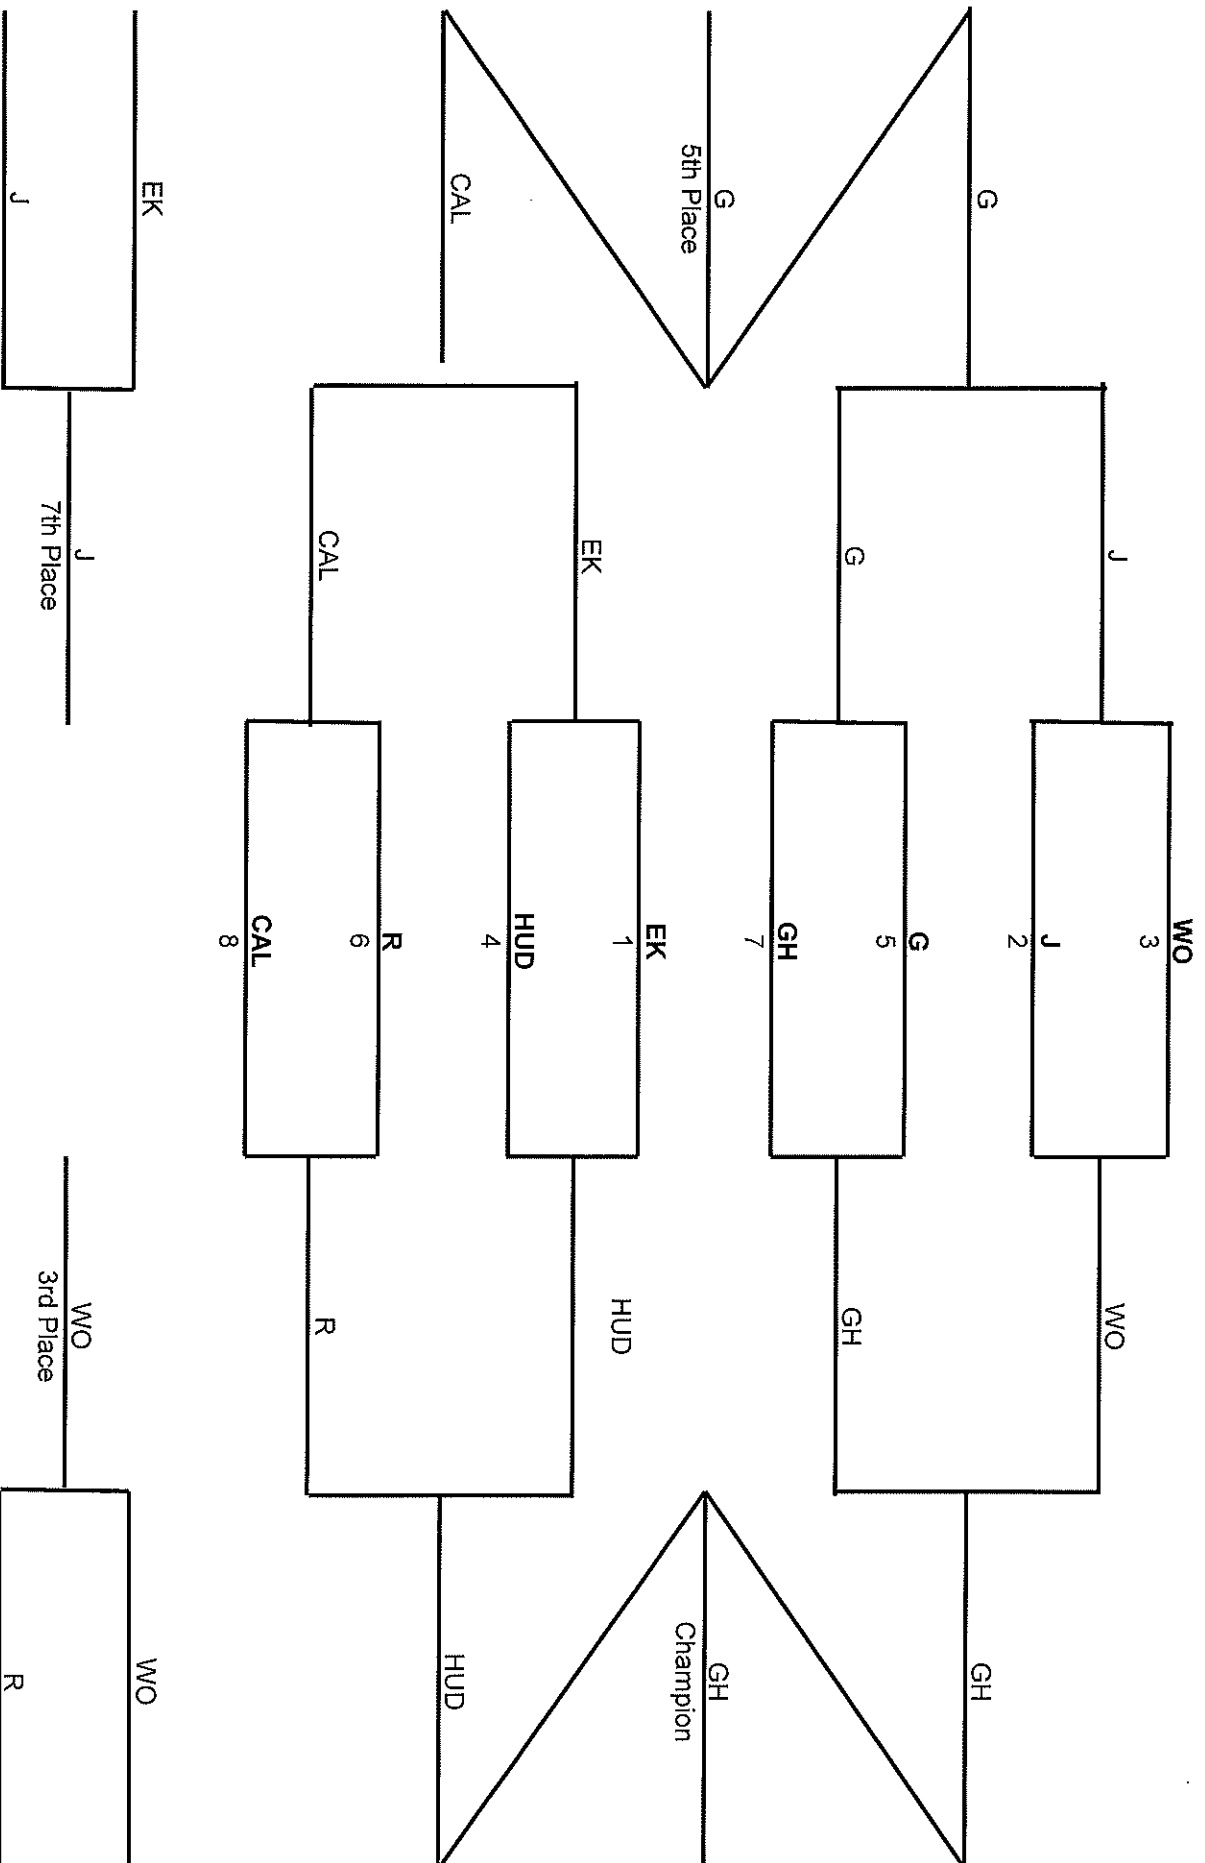 WO
3
J
WO
J
2
G
GH
G
5
G
GH
GH
7
G
GH
5th Place
Champion
EK
1
HUD
EK
HUD
4
CAL
HUD
R
6
CAL
R
CAL
8
EK
WO
J
WO
7th Place
3rd Place
J
R